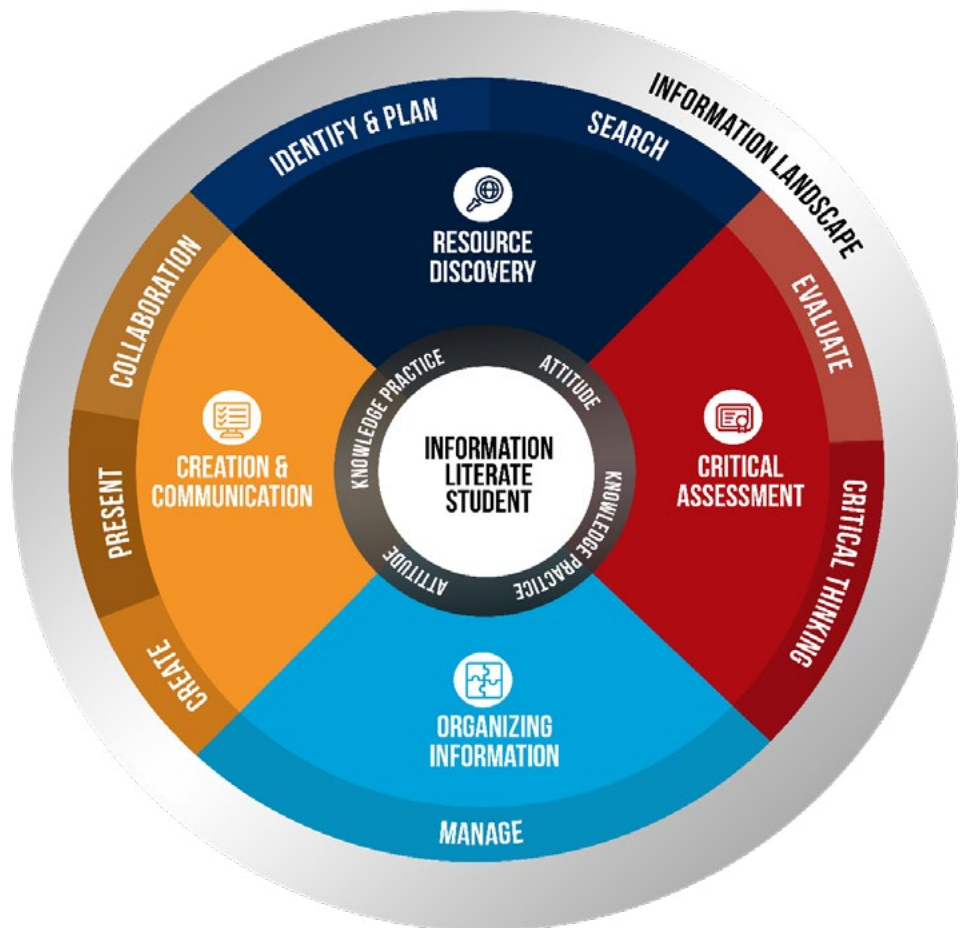 INFORMATION LANDSCAPE
IDENTIFY & PLAN
SEARCH
RESOURCE
DISCOVERY
EVALUATE
CRITICAL THINKING
CRITICAL
ASSESSMENT
MANAGE
ORGANIZING
INFORMATION
CREATE
PRESENT
COLLABORATION
CREATION &
COMMUNICATION
KNOWLEDGE PRACTICE
ATTITUDE
KNOWLEDGE PRACTICE
ATTITUDE
INFORMATION
LITERATE
STUDENT